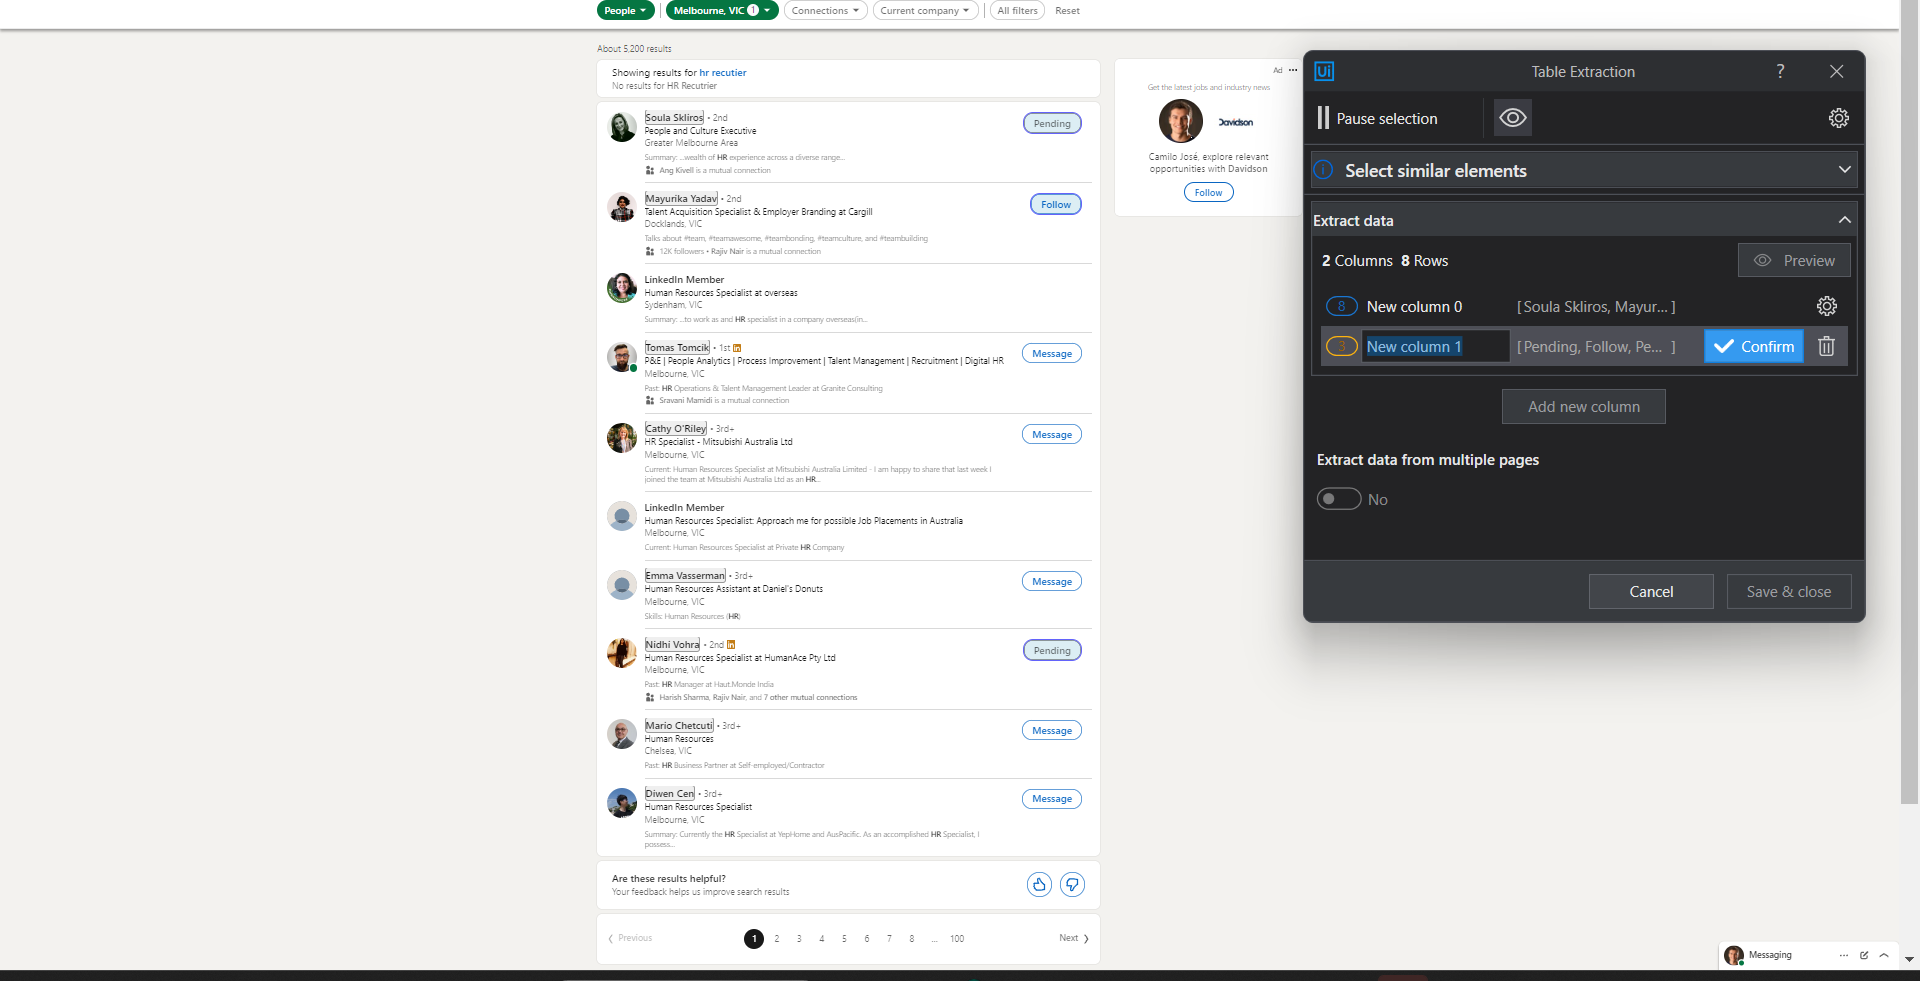 People
Melbourne, VIC 1
Connections
Current company
All filters
Reset
About 5,200 results
Showing results for hr recutier
No results for HR Recutrier
Soula Skliros • 2nd
People and Culture Executive
Greater Melbourne Area
Summary: ...wealth of HR experience across a diverse range...
Ang Kivell is a mutual connection
Pending
Mayurika Yadav • 2nd
Talent Acquisition Specialist & Employer Branding at Cargill
Docklands, VIC
Talks about #team, #teamawesome, #teambonding, #teamculture, and #teambuilding
12K followers • Rajiv Nair is a mutual connection
Follow
LinkedIn Member
Human Resources Specialist at overseas
Sydenham, VIC
Summary: ...to work as and HR specialist in a company overseas(in...
Tomas Tomcik • 1st in
P&E | People Analytics | Process Improvement | Talent Management | Recruitment | Digital HR
Melbourne, VIC
Past: HR Operations & Talent Management Leader at Granite Consulting
Sravani Mamidi is a mutual connection
Message
Cathy O'Riley • 3rd+
HR Specialist - Mitsubishi Australia Ltd
Melbourne, VIC
Current: Human Resources Specialist at Mitsubishi Australia Limited - I am happy to share that last week I
joined the team at Mitsubishi Australia Ltd as an HR...
Message
LinkedIn Member
Human Resources Specialist: Approach me for possible Job Placements in Australia
Melbourne, VIC
Current: Human Resources Specialist at Private HR Company
Emma Vasserman • 3rd+
Human Resources Assistant at Daniel's Donuts
Melbourne, VIC
Skills: Human Resources (HR)
Message
Nidhi Vohra • 2nd in
Human Resources Specialist at HumanAce Pty Ltd
Melbourne, VIC
Past: HR Manager at Haut.Monde India
Harish Sharma, Rajiv Nair, and 7 other mutual connections
Pending
Mario Chetcuti • 3rd+
Human Resources
Chelsea, VIC
Past: HR Business Partner at Self-employed/Contractor
Message
Diwen Cen • 3rd+
Human Resources Specialist
Melbourne, VIC
Summary: Currently the HR Specialist at YepHome and AusPacific. As an accomplished HR Specialist, I
possess...
Message
Are these results helpful?
Your feedback helps us improve search results
Previous
1 2 3 4 5 6 7 8 ... 100
Next
Ad ...
Get the latest jobs and industry news
Davidson
Camilo José, explore relevant
opportunities with Davidson
Follow
Ui
Table Extraction
?
Pause selection
Select similar elements
Extract data
2 Columns 8 Rows
Preview
8 New column 0 [Soula Skliros, Mayur... ]
3 New column 1 [Pending, Follow, Pe... ]
Confirm
Add new column
Extract data from multiple pages
No
Cancel
Save & close
Messaging
...